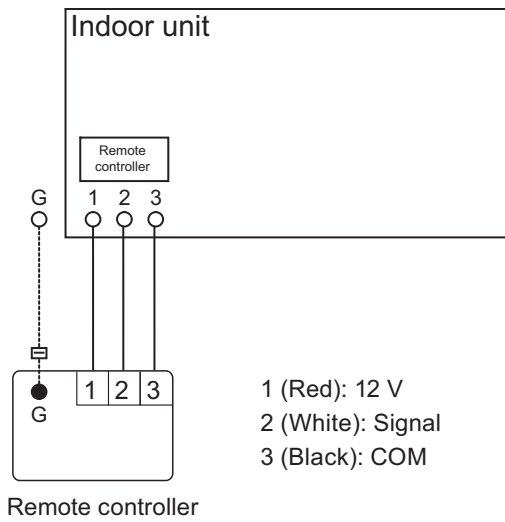 Indoor unit
Remote
controller
G 1 2 3
1 2 3
G
1 (Red): 12 V
2 (White): Signal
3 (Black): COM
Remote controller